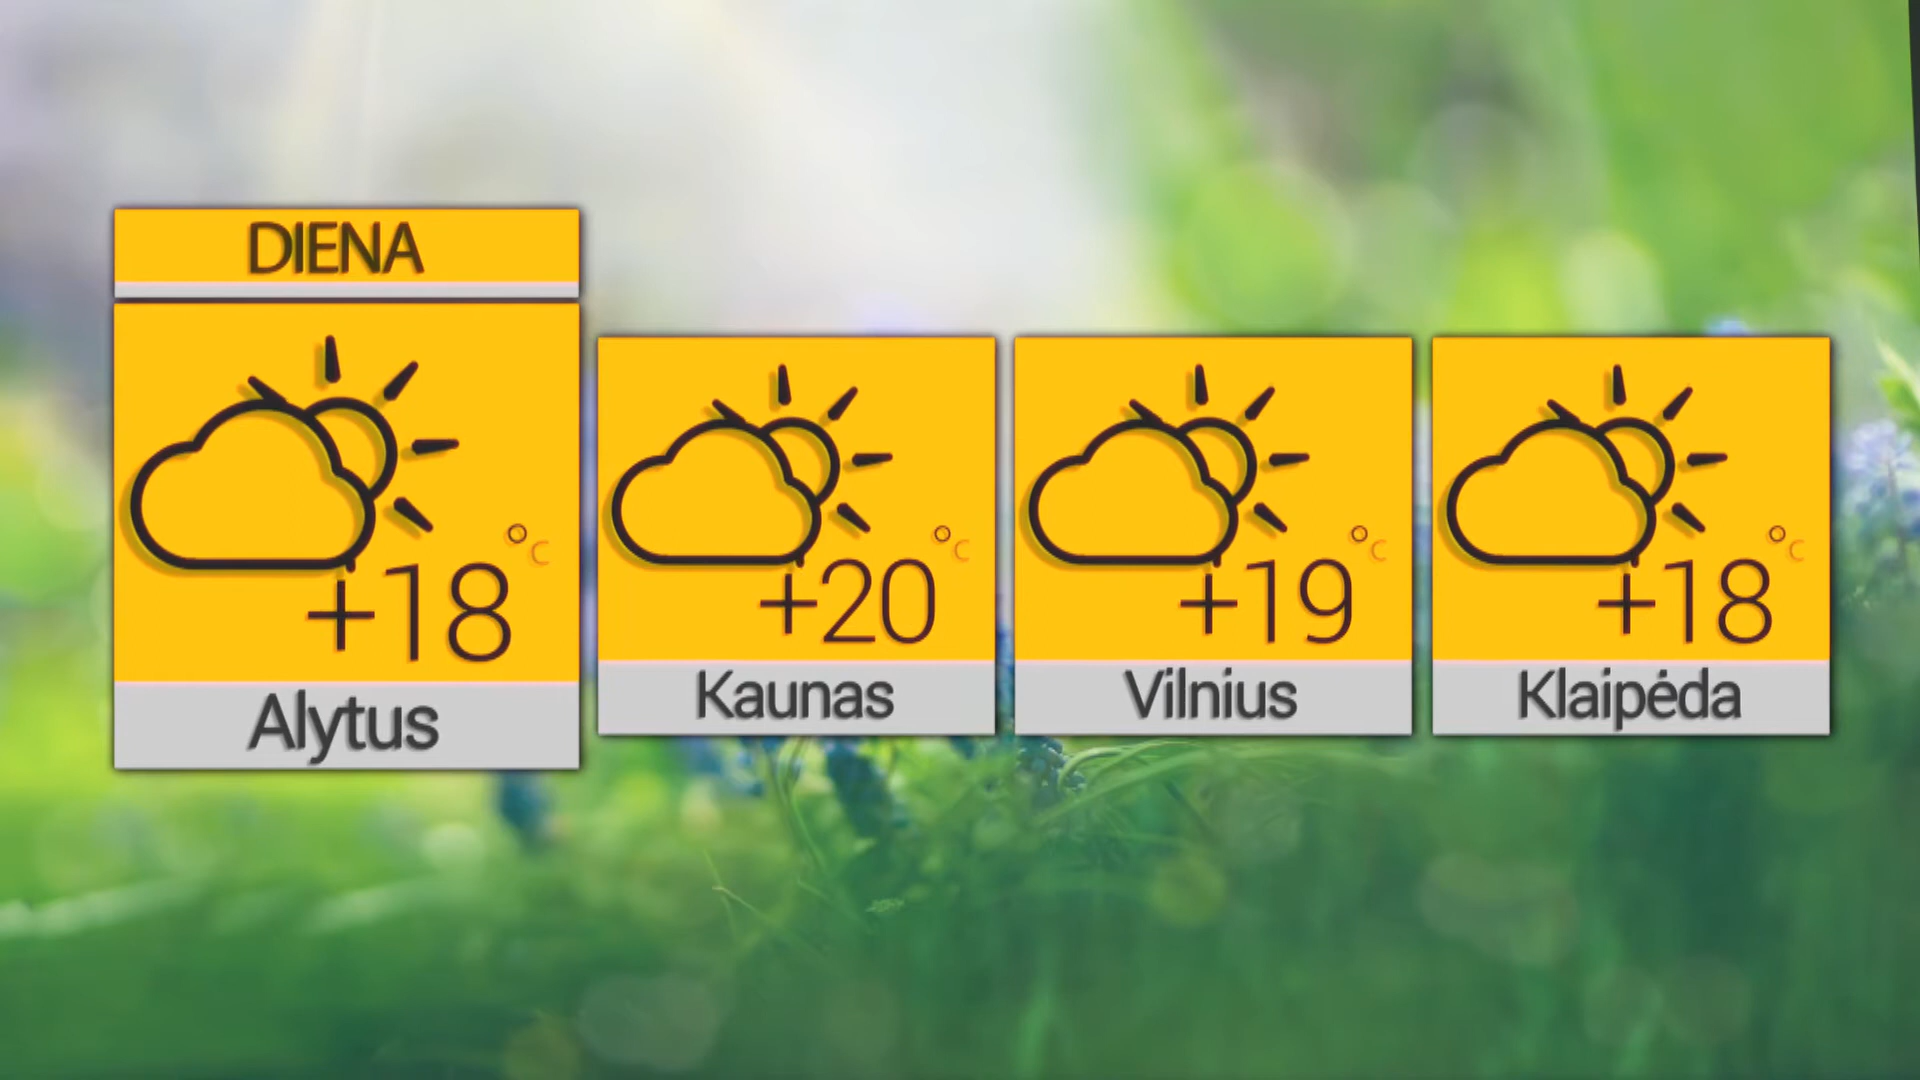 DIENA
+18 °C
Alytus
+20 °C
Kaunas
+19 °C
Vilnius
+18 °C
Klaipėda